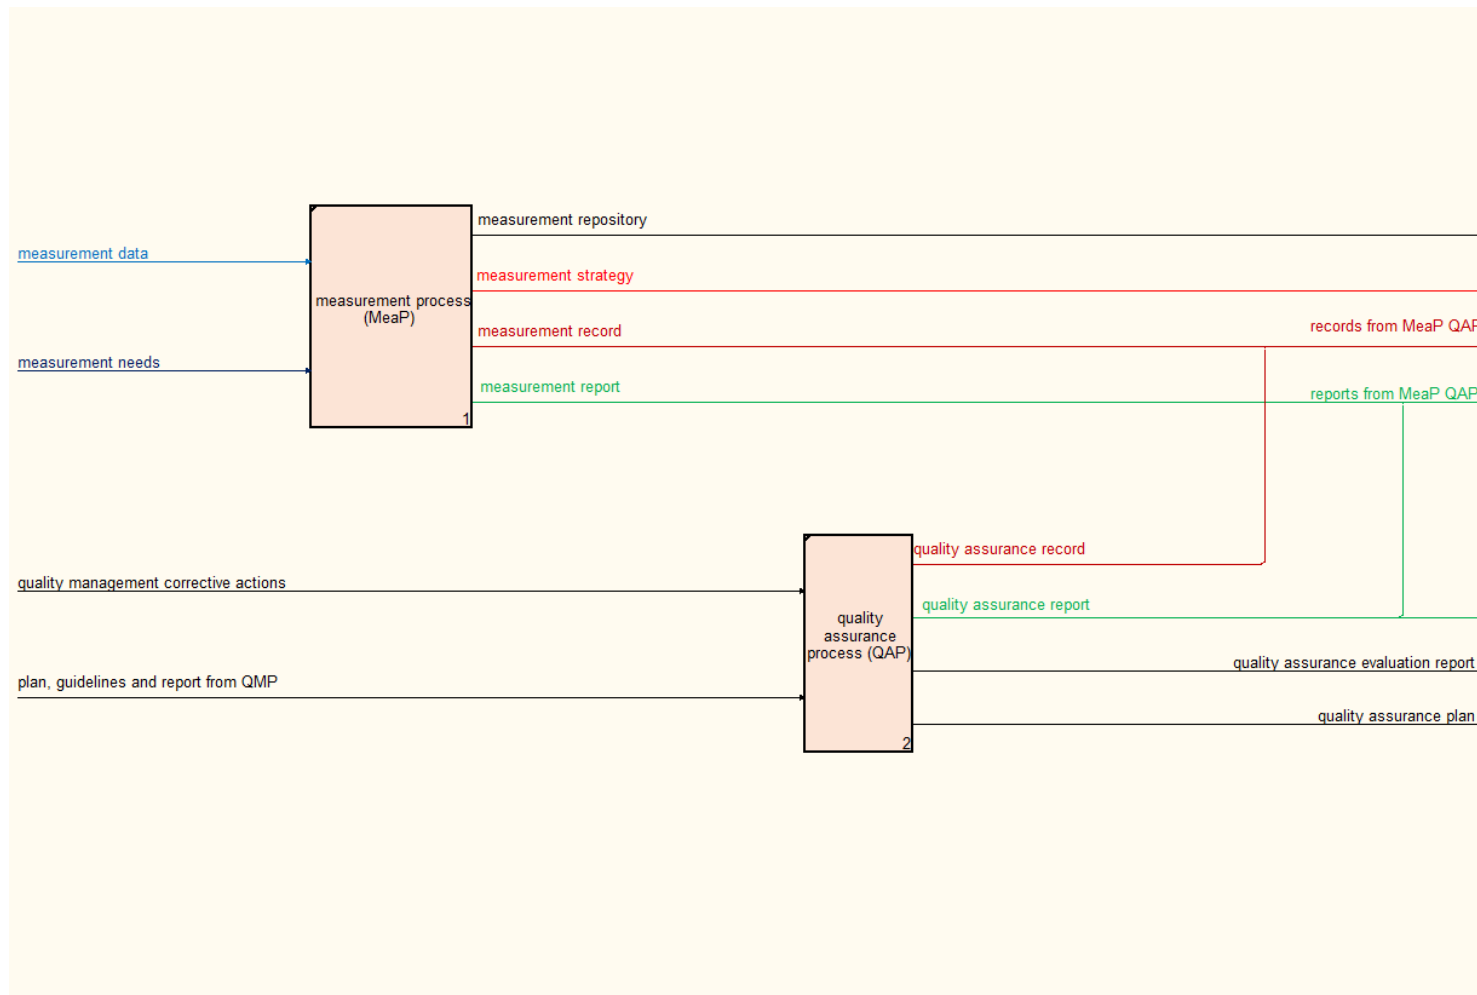 measurement repository
measurement data
measurement strategy
measurement process
(MeaP)
measurement record
records from MeaP QAP
measurement needs
measurement report
reports from MeaP QAP
1
quality assurance record
quality management corrective actions
quality assurance report
quality
assurance
process (QAP)
quality assurance evaluation report
plan, guidelines and report from QMP
quality assurance plan
2